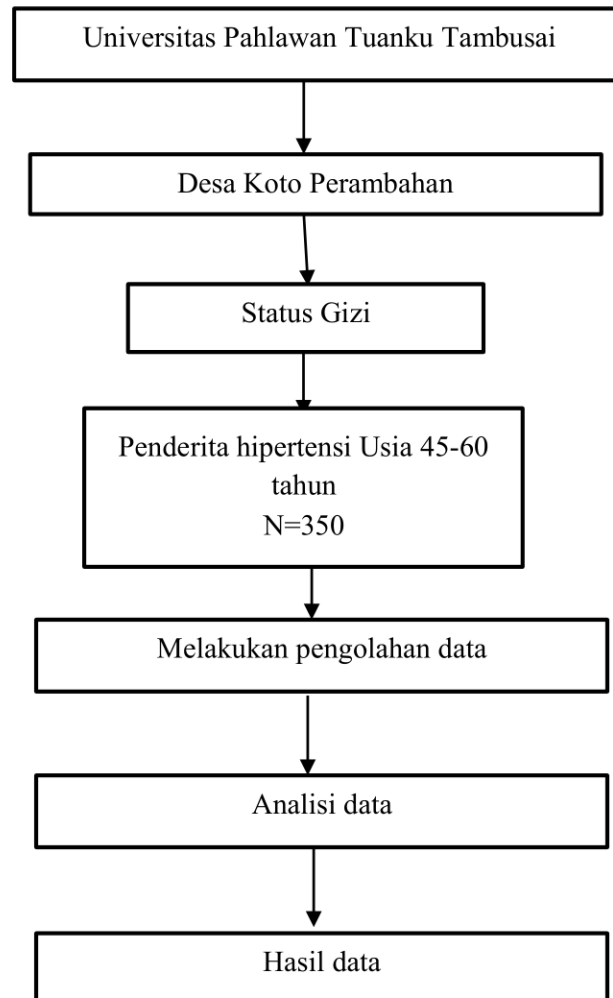 Universitas Pahlawan Tuanku Tambusai
Desa Koto Perambahan
Status Gizi
Penderita hipertensi Usia 45-60
tahun
N=350
Melakukan pengolahan data
Analisi data
Hasil data